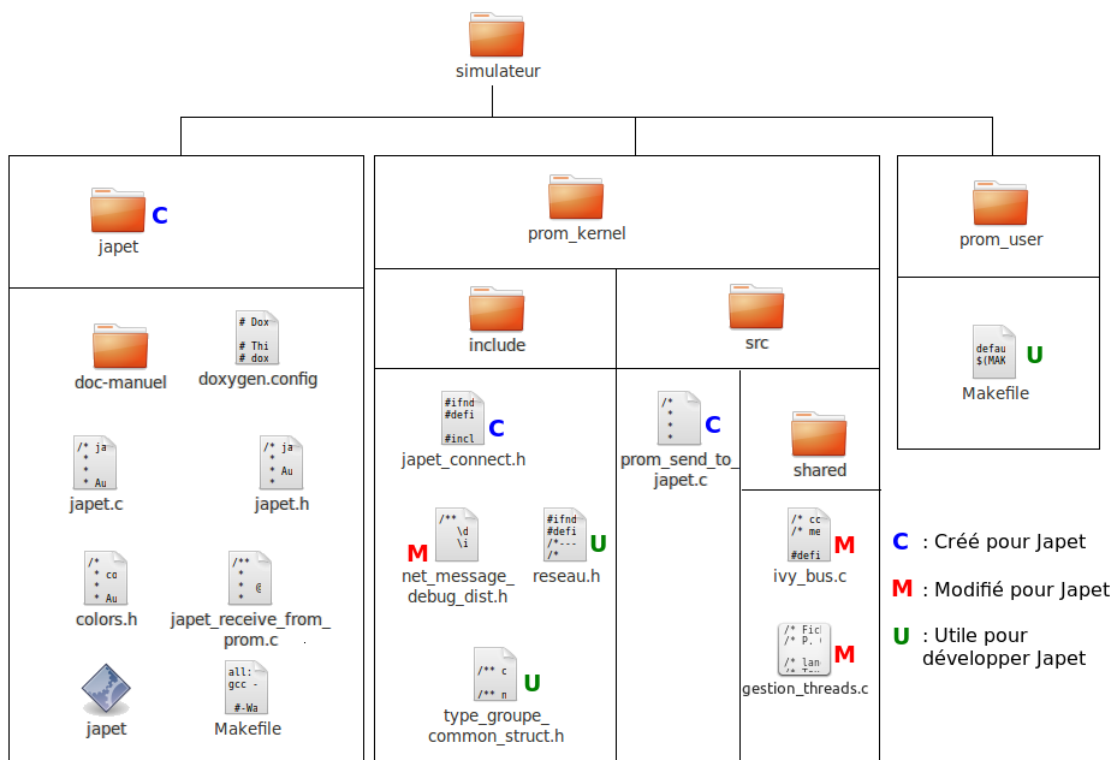 simulateur
C
japet
prom_kernel
prom_user
doc-manuel
# Dox
# Thi
# dox
doxygen.config
include
src
defau
$(MAK
U
Makefile
/* ja
*
* Au
japet.c
/* ja
* Au
*
japet.h
#ifnd
#defi
#incl
C
japet_connect.h
/*
*
*
*
C
prom_send_to_
japet.c
shared
/*
* co
*
* Au
colors.h
/**
*
* @
japet_receive_from_
prom.c
M
/**
\d
\i
net_message_
debug_dist.h
#ifnd
#defi
/*---
/*
U
reseau.h
/* cc
/* me
#defi
M
ivy_bus.c
C : Créé pour Japet
M : Modifié pour Japet
U : Utile pour
développer Japet
japet
all:
gcc -
#-Wa
Makefile
/** c
/** n
U
type_groupe_
common_struct.h
/* Fic
/* P.
/* lan
M
gestion_threads.c